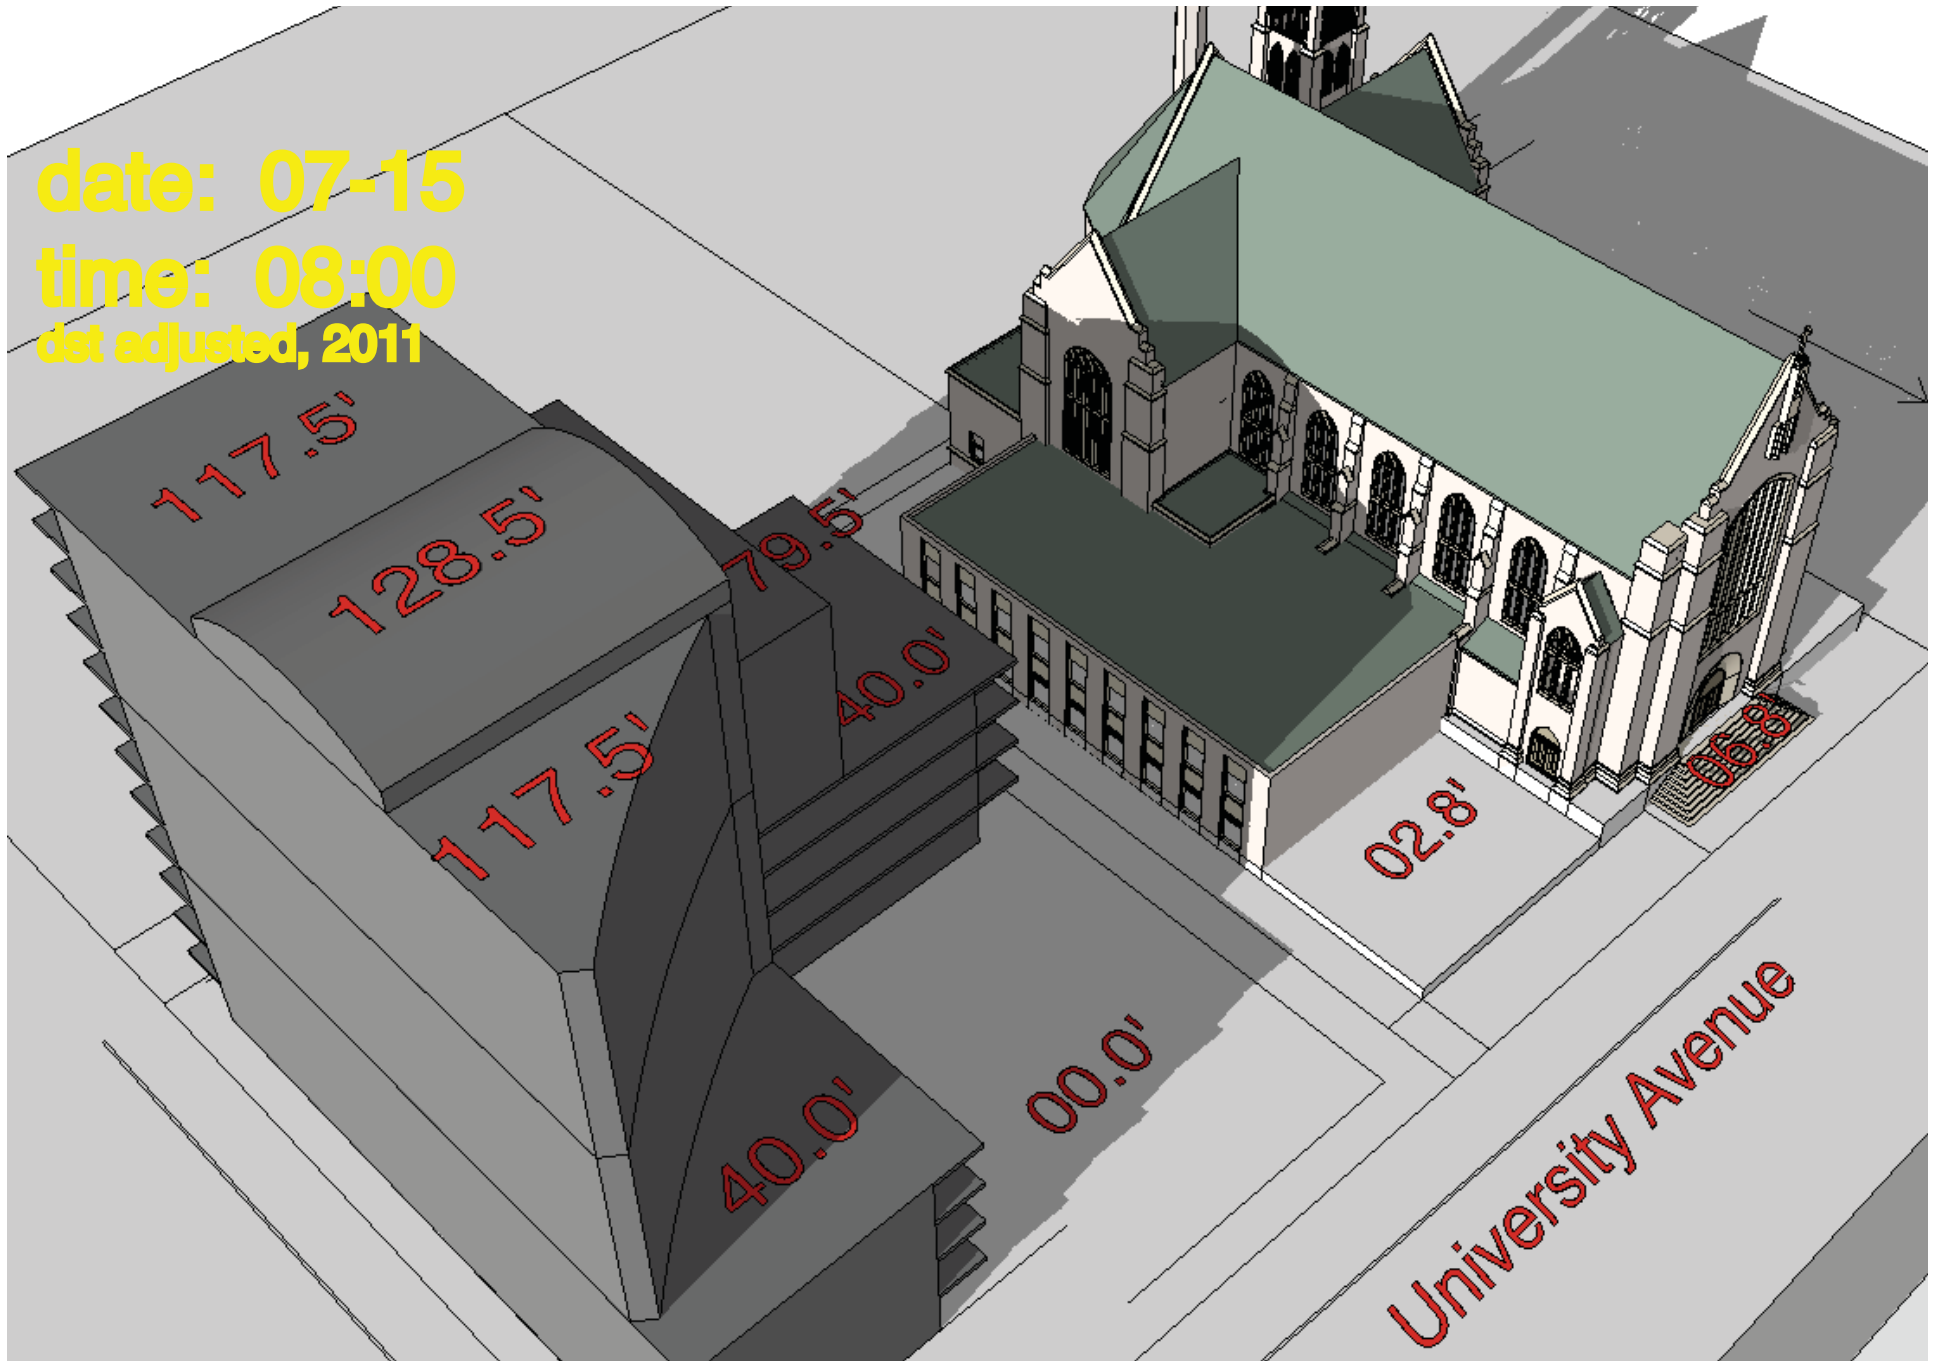 date: 07-15
time: 08:00
dst adjusted, 2011
117.5'
128.5'
79.5'
40.0'
117.5'
06.8'
02.8'
00.0'
40.0'
University Avenue